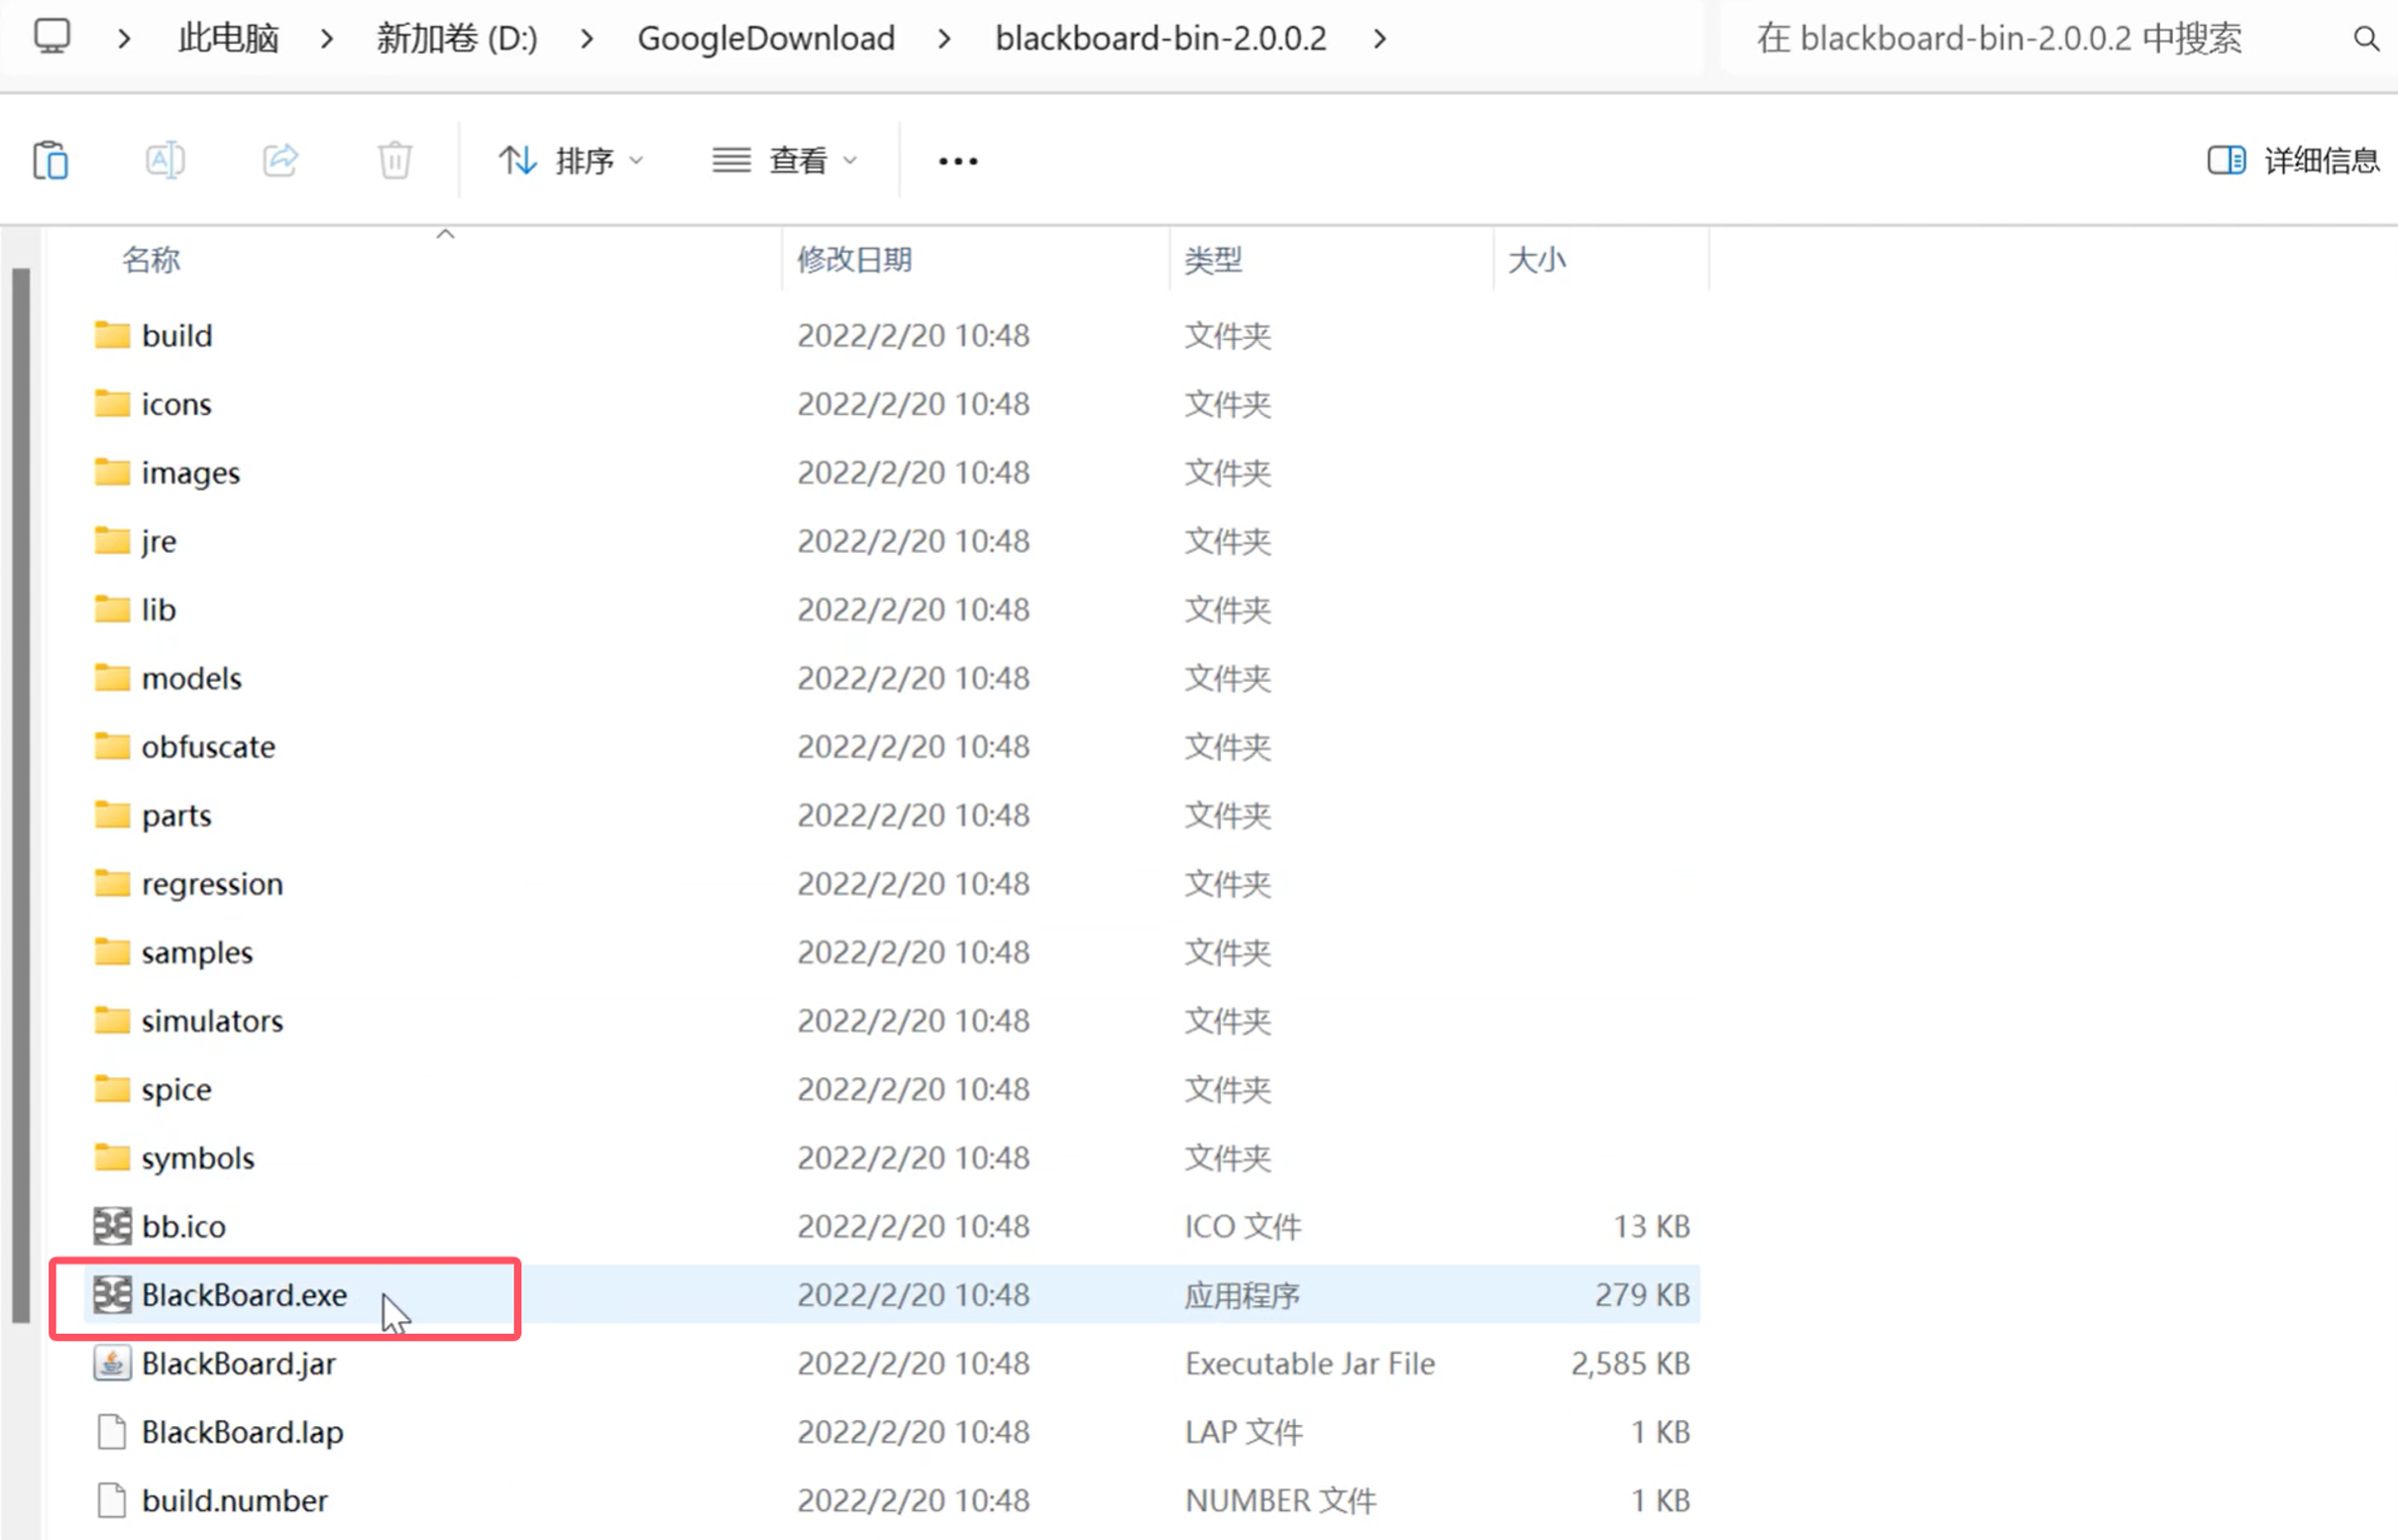 此电脑 新加卷 (D:) GoogleDownload blackboard-bin-2.0.0.2 在 blackboard-bin-2.0.0.2 中搜索
排序 查看 详细信息
名称 修改日期 类型 大小
build 2022/2/20 10:48 文件夹
icons 2022/2/20 10:48 文件夹
images 2022/2/20 10:48 文件夹
jre 2022/2/20 10:48 文件夹
lib 2022/2/20 10:48 文件夹
models 2022/2/20 10:48 文件夹
obfuscate 2022/2/20 10:48 文件夹
parts 2022/2/20 10:48 文件夹
regression 2022/2/20 10:48 文件夹
samples 2022/2/20 10:48 文件夹
simulators 2022/2/20 10:48 文件夹
spice 2022/2/20 10:48 文件夹
symbols 2022/2/20 10:48 文件夹
bb.ico 2022/2/20 10:48 ICO 文件 13 KB
BlackBoard.exe 2022/2/20 10:48 应用程序 279 KB
BlackBoard.jar 2022/2/20 10:48 Executable Jar File 2,585 KB
BlackBoard.lap 2022/2/20 10:48 LAP 文件 1 KB
build.number 2022/2/20 10:48 NUMBER 文件 1 KB